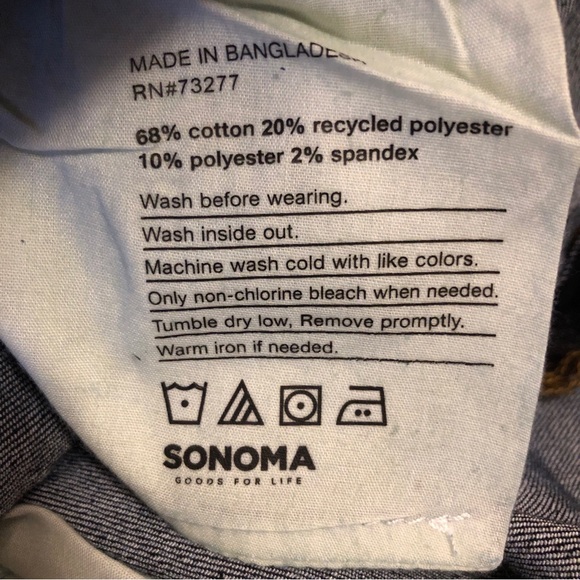 MADE IN
RN#73277
68% cotton 20% recycled polyester
10% polyester 2% spandex
Wash before wearing.
Wash inside out.
Machine wash cold with like colors.
Only non-chlorine bleach when needed.
Tumble dry low, Remove promptly.
Warm iron if needed.
SONOMA
GOODS FOR LIFE